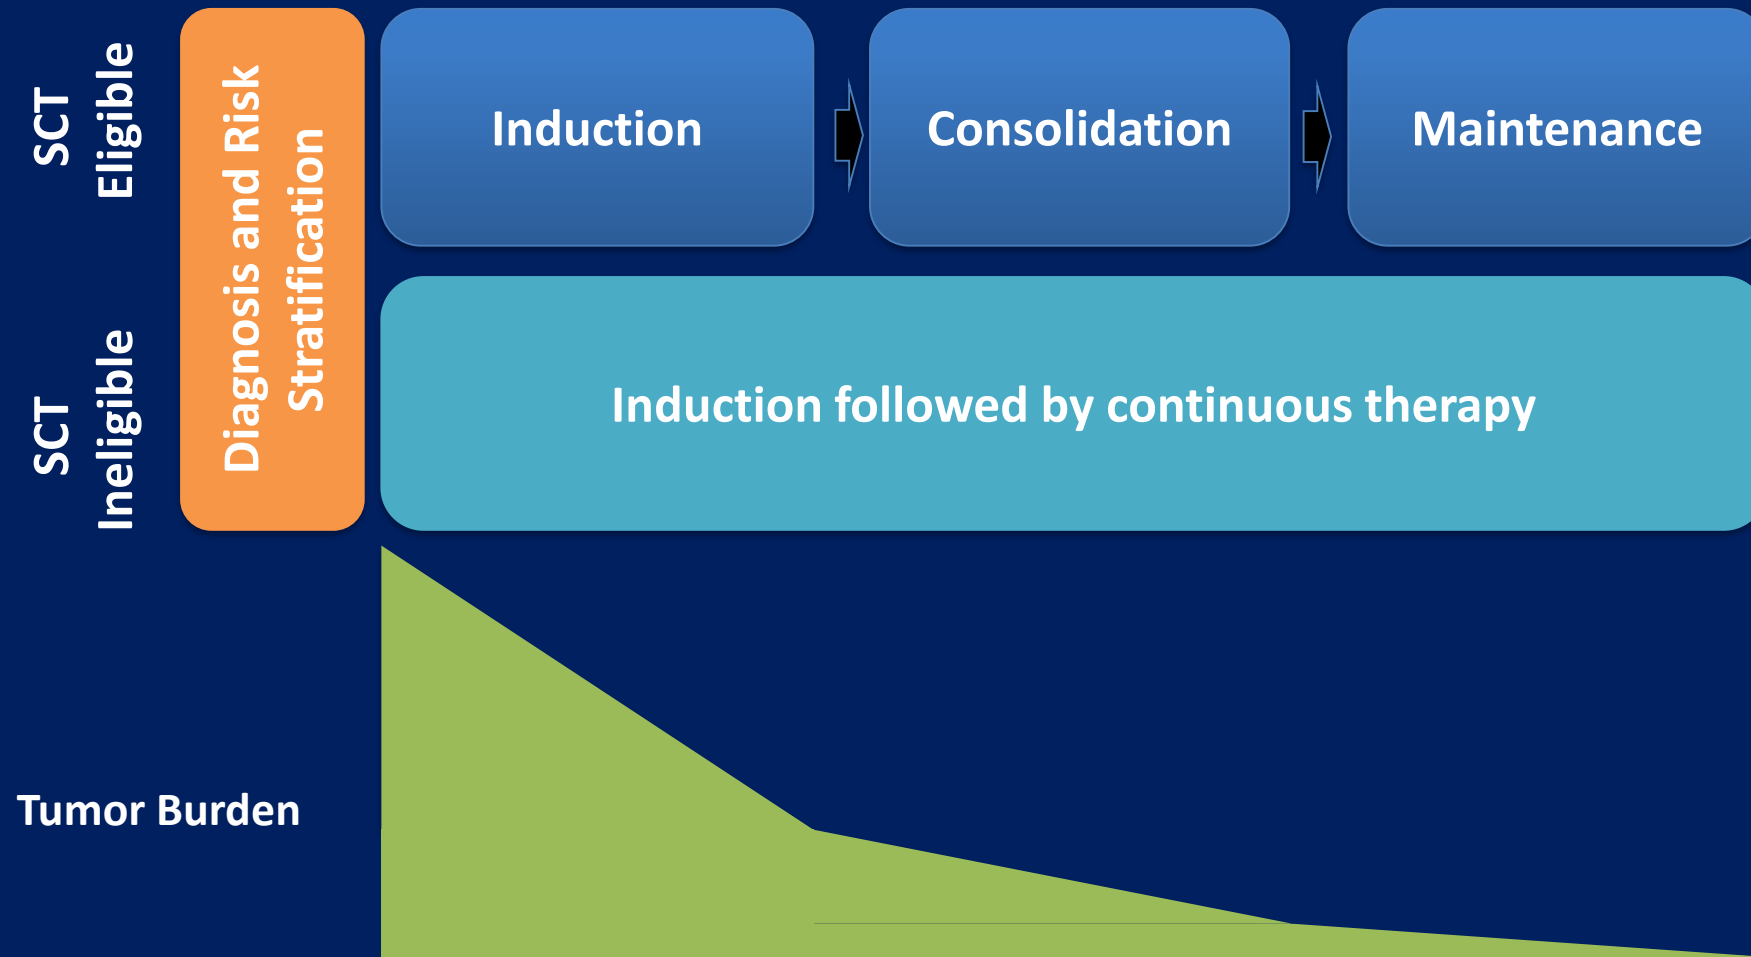 SCT
Eligible
Diagnosis and Risk
Stratification
Induction
Consolidation
Maintenance
SCT
Ineligible
Induction followed by continuous therapy
Tumor Burden